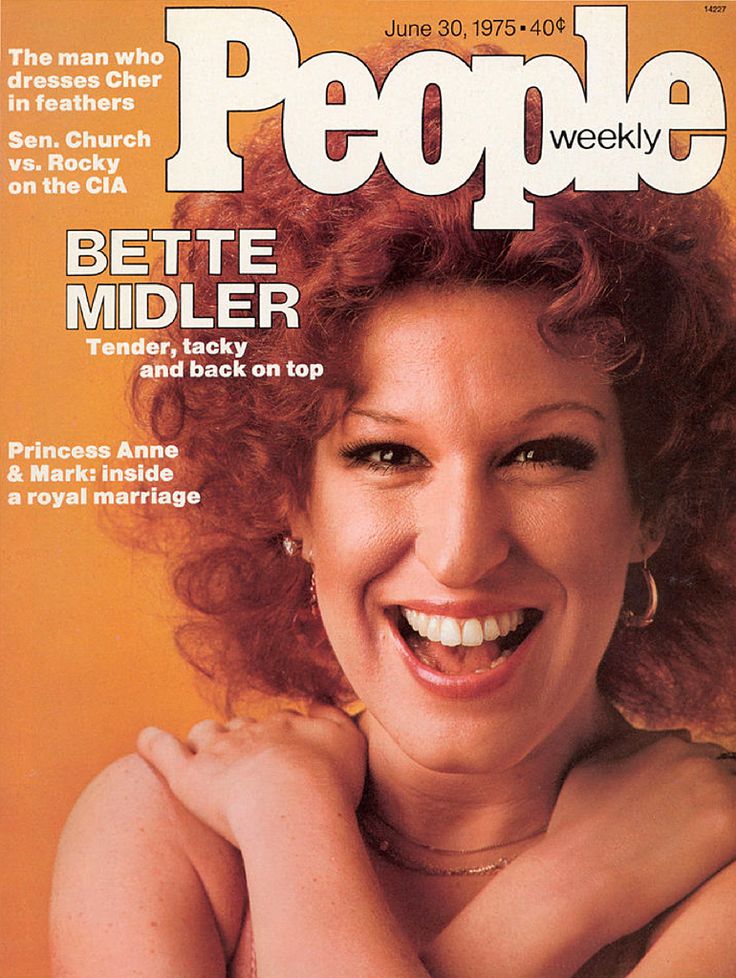 14227
June 30, 1975 ▪ 40¢
People
weekly
The man who
dresses Cher
in feathers
Sen. Church
vs. Rocky
on the CIA
BETTE
MIDLER
Tender, tacky
and back on top
Princess Anne
& Mark: inside
a royal marriage